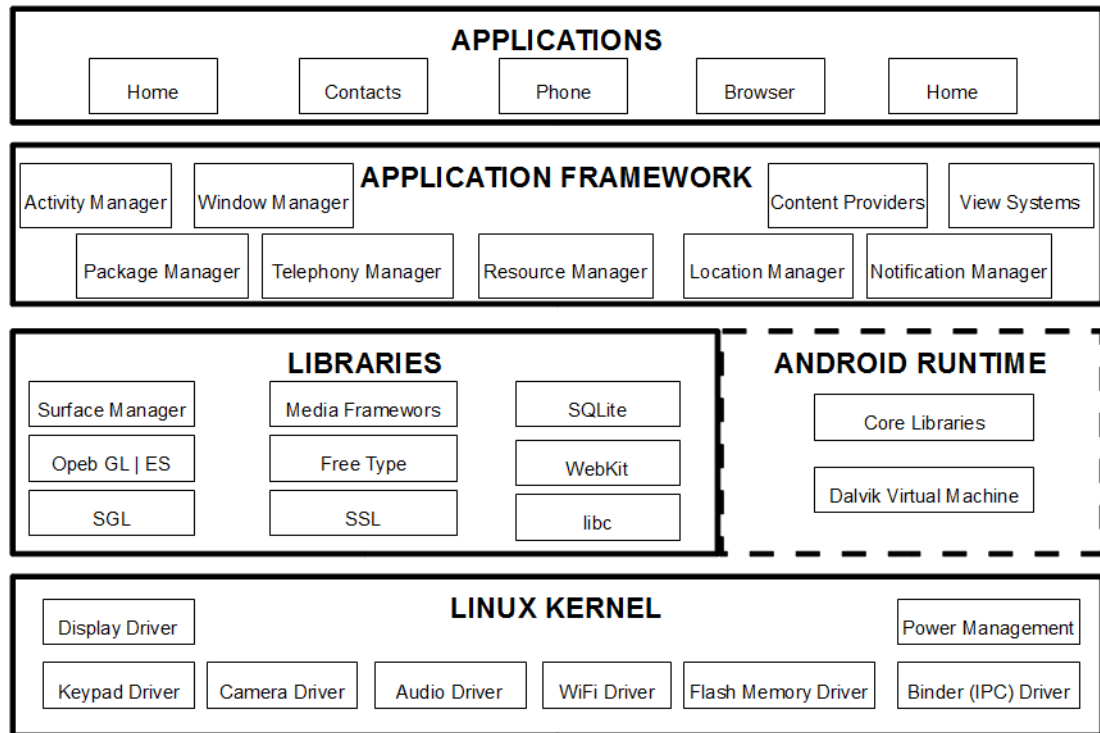 APPLICATIONS
Home
Contacts
Phone
Browser
Home
APPLICATION FRAMEWORK
Activity Manager
Window Manager
Content Providers
View Systems
Package Manager
Telephony Manager
Resource Manager
Location Manager
Notification Manager
LIBRARIES
Surface Manager
Media Framewors
SQLite
Opeb GL | ES
Free Type
WebKit
SGL
SSL
libc
ANDROID RUNTIME
Core Libraries
Dalvik Virtual Machine
LINUX KERNEL
Display Driver
Power Management
Keypad Driver
Camera Driver
Audio Driver
WiFi Driver
Flash Memory Driver
Binder (IPC) Driver